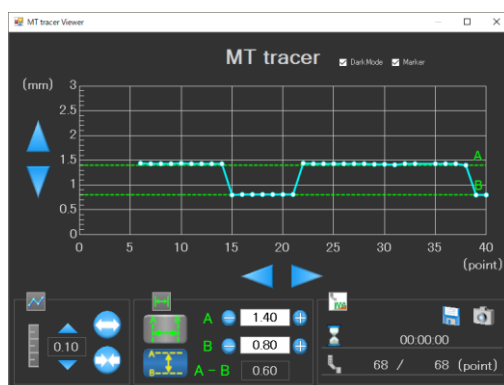 MT tracer Viewer
MT tracer
Dark Mode
Marker
(mm)
3
2.5
2
1.5
1
0.5
0
A
B
0 5 10 15 20 25 30 35 40
(point)
0.10
A 1.40
B 0.80
A - B 0.60
A
B
00:00:00
68 / 68 (point)